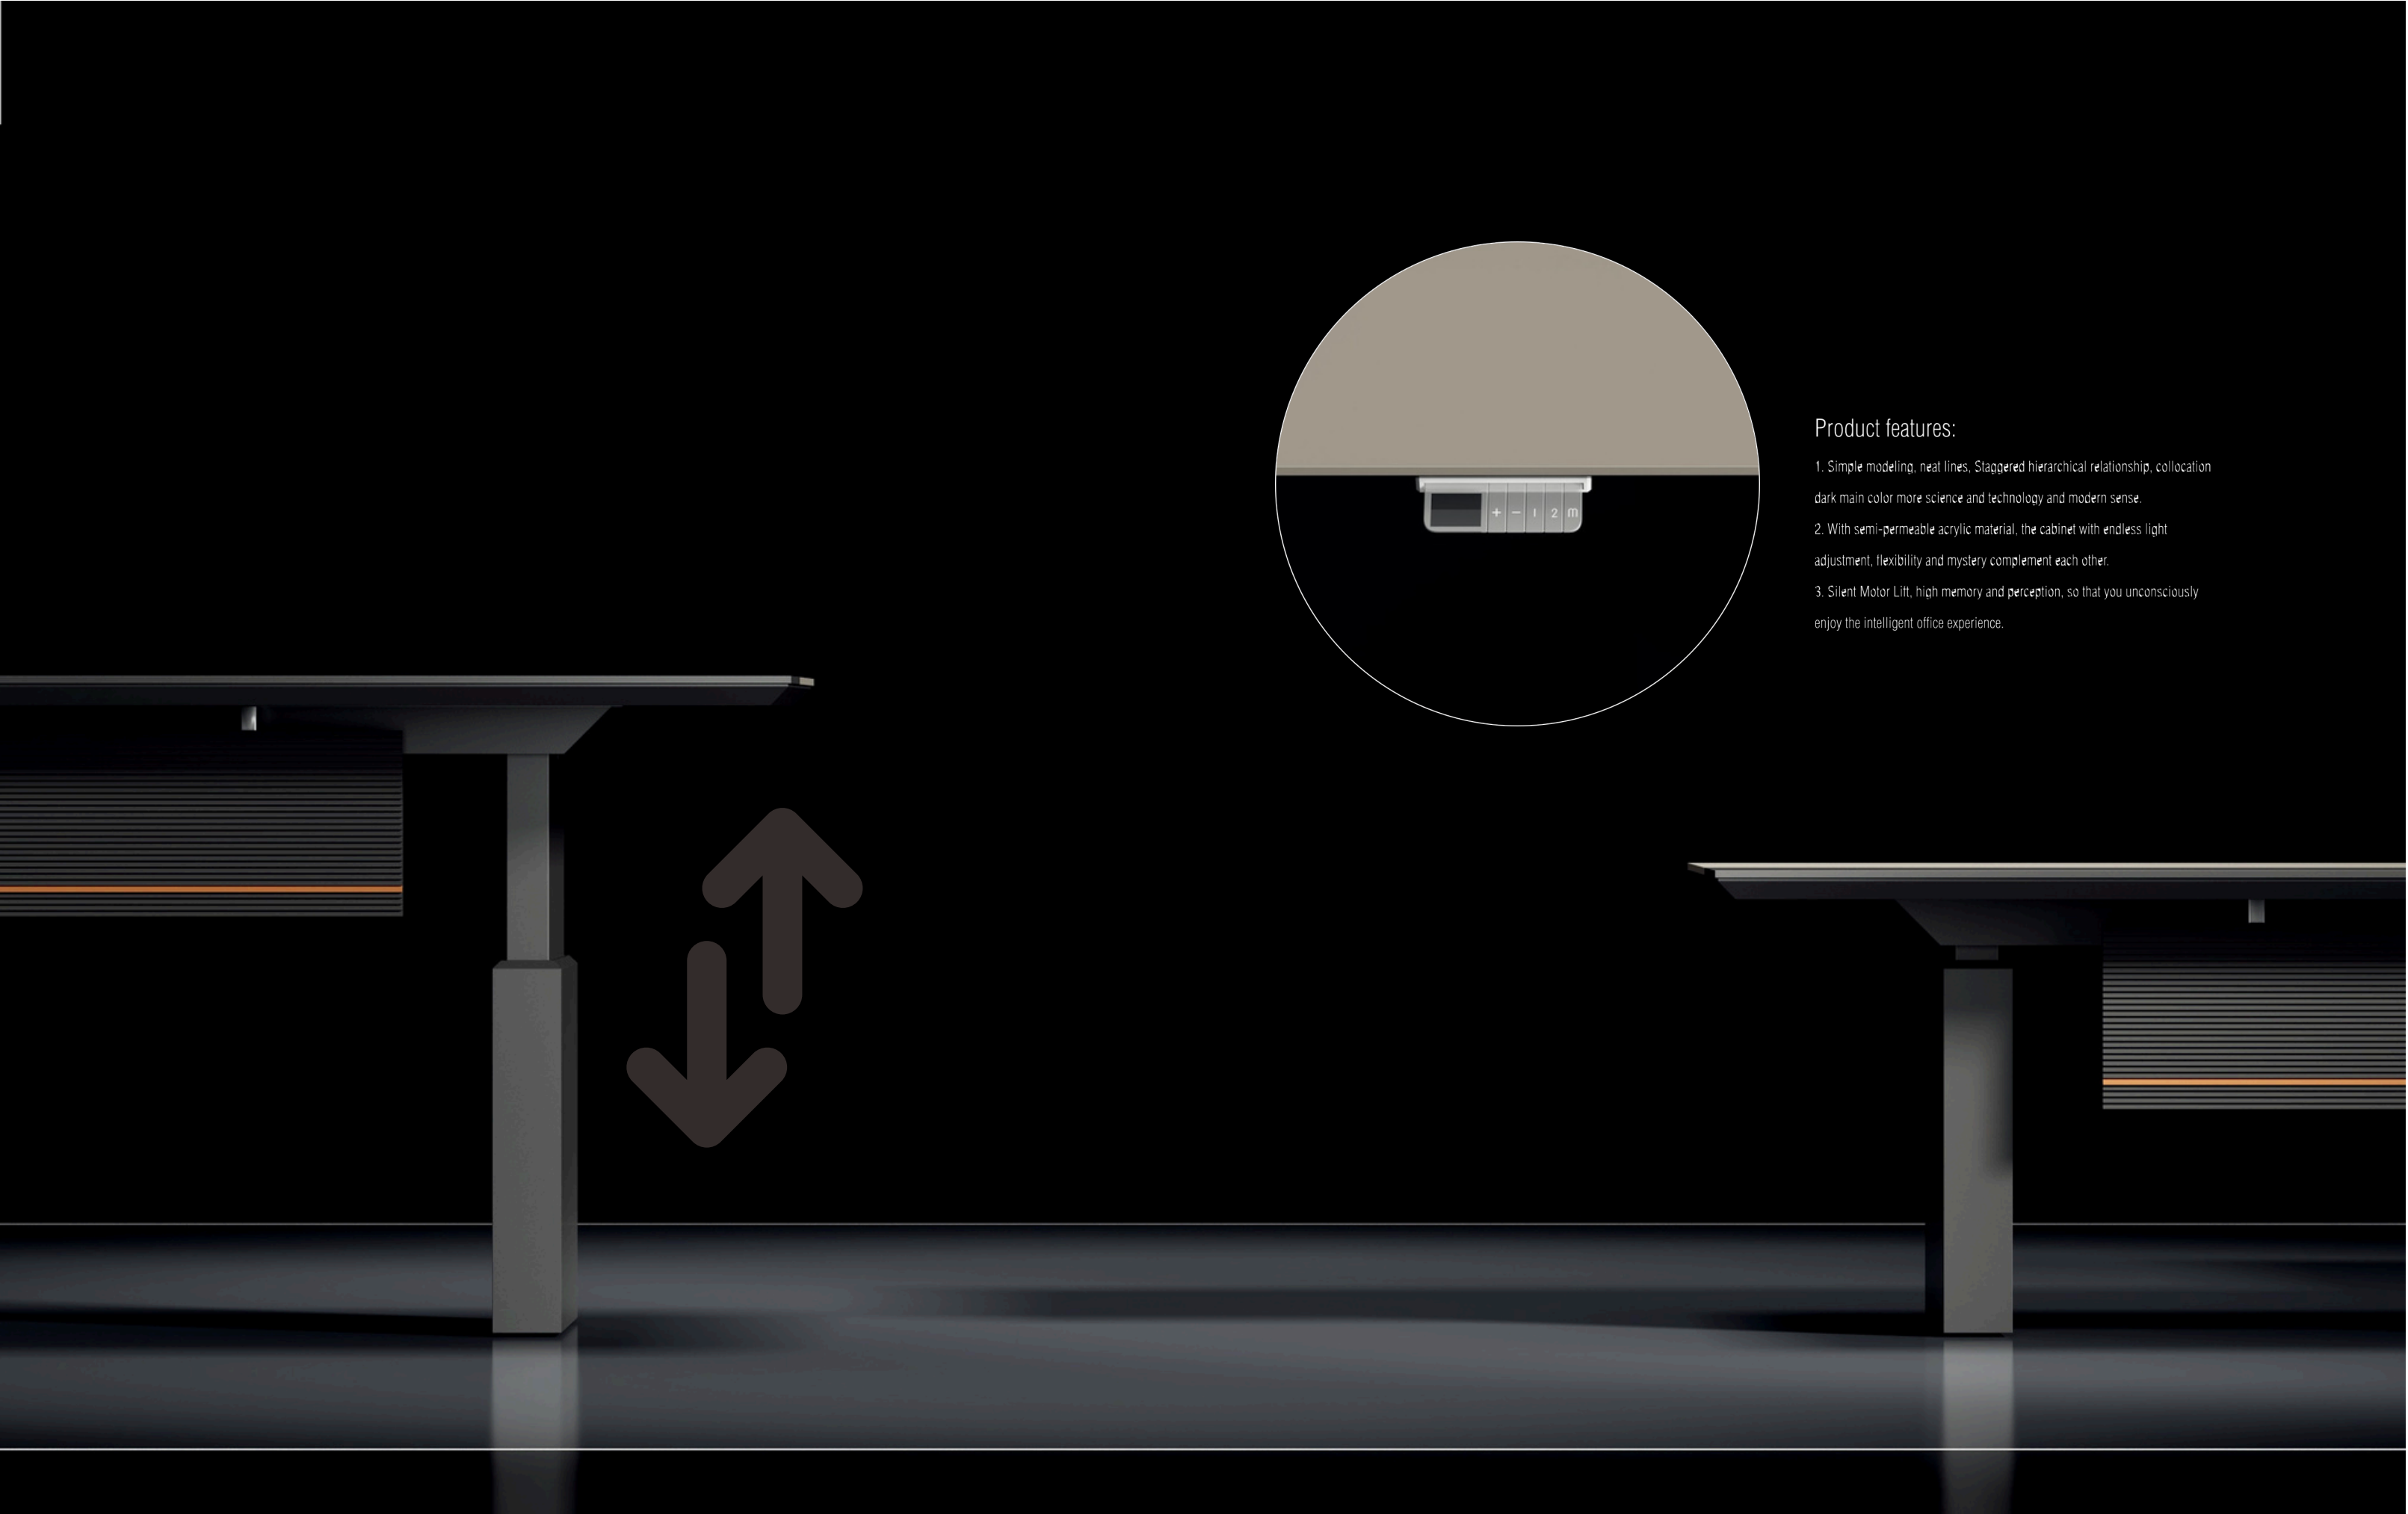 + − 1 2 m
Product features:
1. Simple modeling, neat lines, Staggered hierarchical relationship, collocation
dark main color more science and technology and modern sense.
2. With semi-permeable acrylic material, the cabinet with endless light
adjustment, flexibility and mystery complement each other.
3. Silent Motor Lift, high memory and perception, so that you unconsciously
enjoy the intelligent office experience.